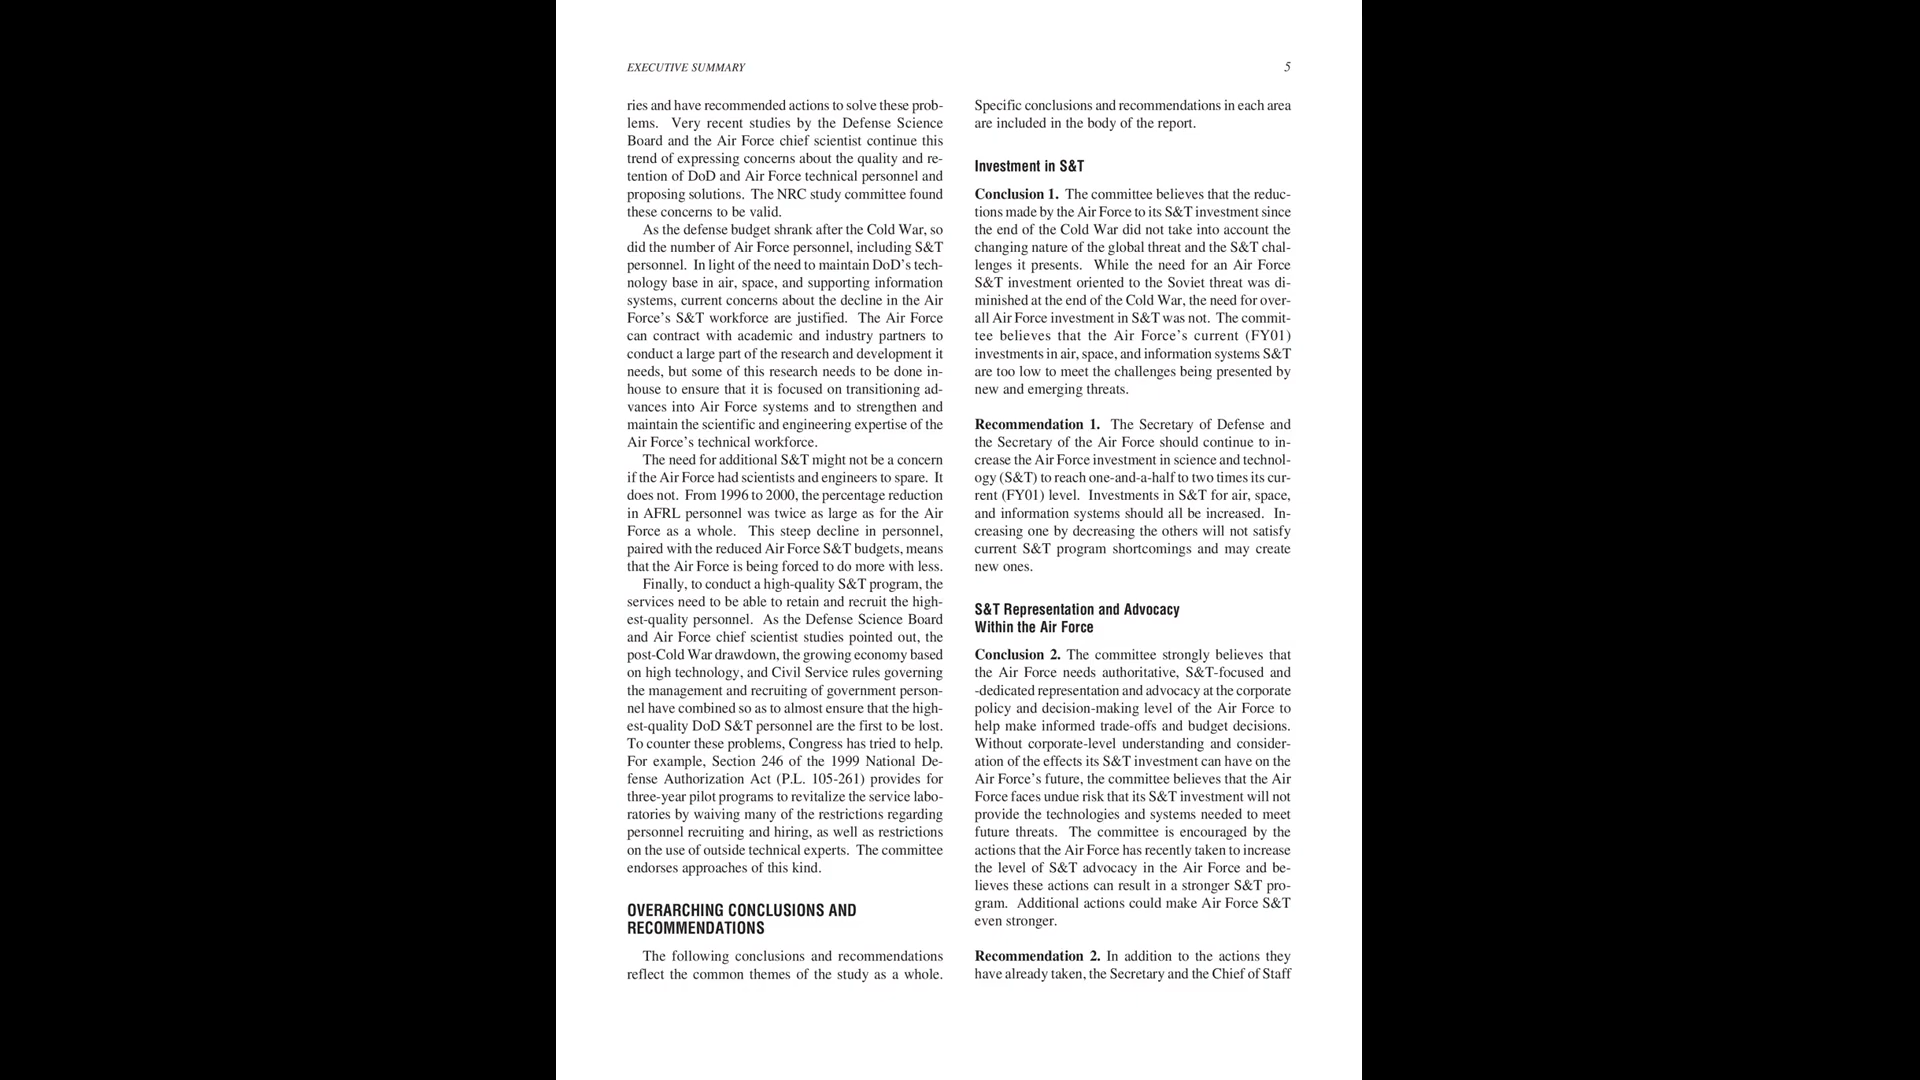 EXECUTIVE SUMMARY
5
ries and have recommended actions to solve these prob-
lems. Very recent studies by the Defense Science
Board and the Air Force chief scientist continue this
trend of expressing concerns about the quality and re-
tention of DoD and Air Force technical personnel and
proposing solutions. The NRC study committee found
these concerns to be valid.
As the defense budget shrank after the Cold War, so
did the number of Air Force personnel, including S&T
personnel. In light of the need to maintain DoD's tech-
nology base in air, space, and supporting information
systems, current concerns about the decline in the Air
Force's S&T workforce are justified. The Air Force
can contract with academic and industry partners to
conduct a large part of the research and development it
needs, but some of this research needs to be done in-
house to ensure that it is focused on transitioning ad-
vances into Air Force systems and to strengthen and
maintain the scientific and engineering expertise of the
Air Force's technical workforce.
The need for additional S&T might not be a concern
if the Air Force had scientists and engineers to spare. It
does not. From 1996 to 2000, the percentage reduction
in AFRL personnel was twice as large as for the Air
Force as a whole. This steep decline in personnel,
paired with the reduced Air Force S&T budgets, means
that the Air Force is being forced to do more with less.
Finally, to conduct a high-quality S&T program, the
services need to be able to retain and recruit the high-
est-quality personnel. As the Defense Science Board
and Air Force chief scientist studies pointed out, the
post-Cold War drawdown, the growing economy based
on high technology, and Civil Service rules governing
the management and recruiting of government person-
nel have combined so as to almost ensure that the high-
est-quality DoD S&T personnel are the first to be lost.
To counter these problems, Congress has tried to help.
For example, Section 246 of the 1999 National De-
fense Authorization Act (P.L. 105-261) provides for
three-year pilot programs to revitalize the service labo-
ratories by waiving many of the restrictions regarding
personnel recruiting and hiring, as well as restrictions
on the use of outside technical experts. The committee
endorses approaches of this kind.
OVERARCHING CONCLUSIONS AND
RECOMMENDATIONS
The following conclusions and recommendations
reflect the common themes of the study as a whole.
Specific conclusions and recommendations in each area
are included in the body of the report.
Investment in S&T
Conclusion 1. The committee believes that the reduc-
tions made by the Air Force to its S&T investment since
the end of the Cold War did not take into account the
changing nature of the global threat and the S&T chal-
lenges it presents. While the need for an Air Force
S&T investment oriented to the Soviet threat was di-
minished at the end of the Cold War, the need for over-
all Air Force investment in S&T was not. The commit-
tee believes that the Air Force's current (FY01)
investments in air, space, and information systems S&T
are too low to meet the challenges being presented by
new and emerging threats.
Recommendation 1. The Secretary of Defense and
the Secretary of the Air Force should continue to in-
crease the Air Force investment in science and technol-
ogy (S&T) to reach one-and-a-half to two times its cur-
rent (FY01) level. Investments in S&T for air, space,
and information systems should all be increased. In-
creasing one by decreasing the others will not satisfy
current S&T program shortcomings and may create
new ones.
S&T Representation and Advocacy
Within the Air Force
Conclusion 2. The committee strongly believes that
the Air Force needs authoritative, S&T-focused and
-dedicated representation and advocacy at the corporate
policy and decision-making level of the Air Force to
help make informed trade-offs and budget decisions.
Without corporate-level understanding and consider-
ation of the effects its S&T investment can have on the
Air Force's future, the committee believes that the Air
Force faces undue risk that its S&T investment will not
provide the technologies and systems needed to meet
future threats. The committee is encouraged by the
actions that the Air Force has recently taken to increase
the level of S&T advocacy in the Air Force and be-
lieves these actions can result in a stronger S&T pro-
gram. Additional actions could make Air Force S&T
even stronger.
Recommendation 2. In addition to the actions they
have already taken, the Secretary and the Chief of Staff